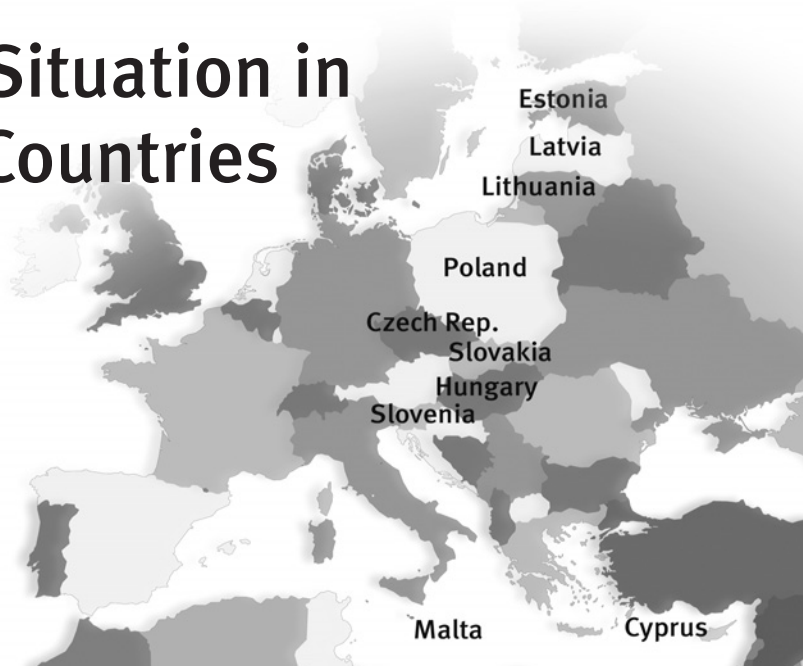 Situation in
Countries
Estonia
Latvia
Lithuania
Poland
Czech Rep.
Slovakia
Hungary
Slovenia
Malta
Cyprus